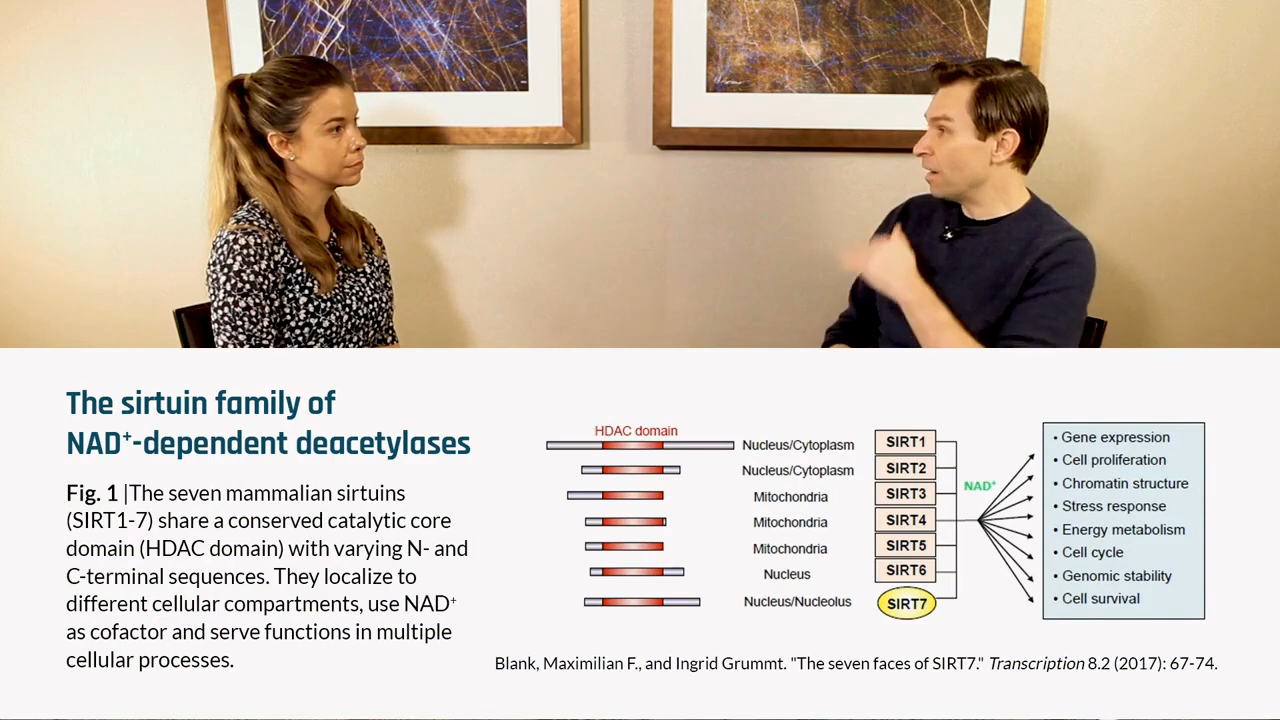 The sirtuin family of
NAD⁺-dependent deacetylases
Fig. 1 |The seven mammalian sirtuins
(SIRT1-7) share a conserved catalytic core
domain (HDAC domain) with varying N- and
C-terminal sequences. They localize to
different cellular compartments, use NAD⁺
as cofactor and serve functions in multiple
cellular processes.
HDAC domain
Nucleus/Cytoplasm
Nucleus/Cytoplasm
Mitochondria
Mitochondria
Mitochondria
Nucleus
Nucleus/Nucleolus
SIRT1
SIRT2
SIRT3
SIRT4
SIRT5
SIRT6
SIRT7
NAD⁺
• Gene expression
• Cell proliferation
• Chromatin structure
• Stress response
• Energy metabolism
• Cell cycle
• Genomic stability
• Cell survival
Blank, Maximilian F., and Ingrid Grummt. "The seven faces of SIRT7." Transcription 8.2 (2017): 67-74.